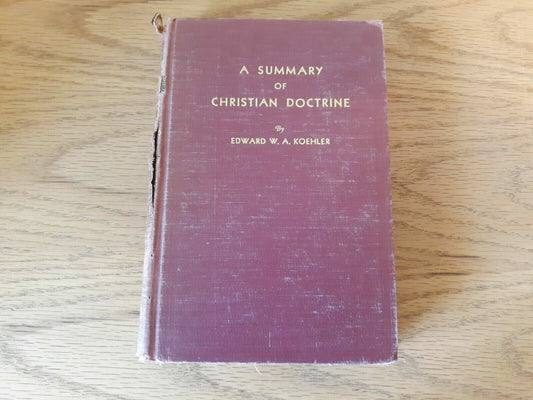 A SUMMARY
OF
CHRISTIAN DOCTRINE
By
EDWARD W. A. KOEHLER